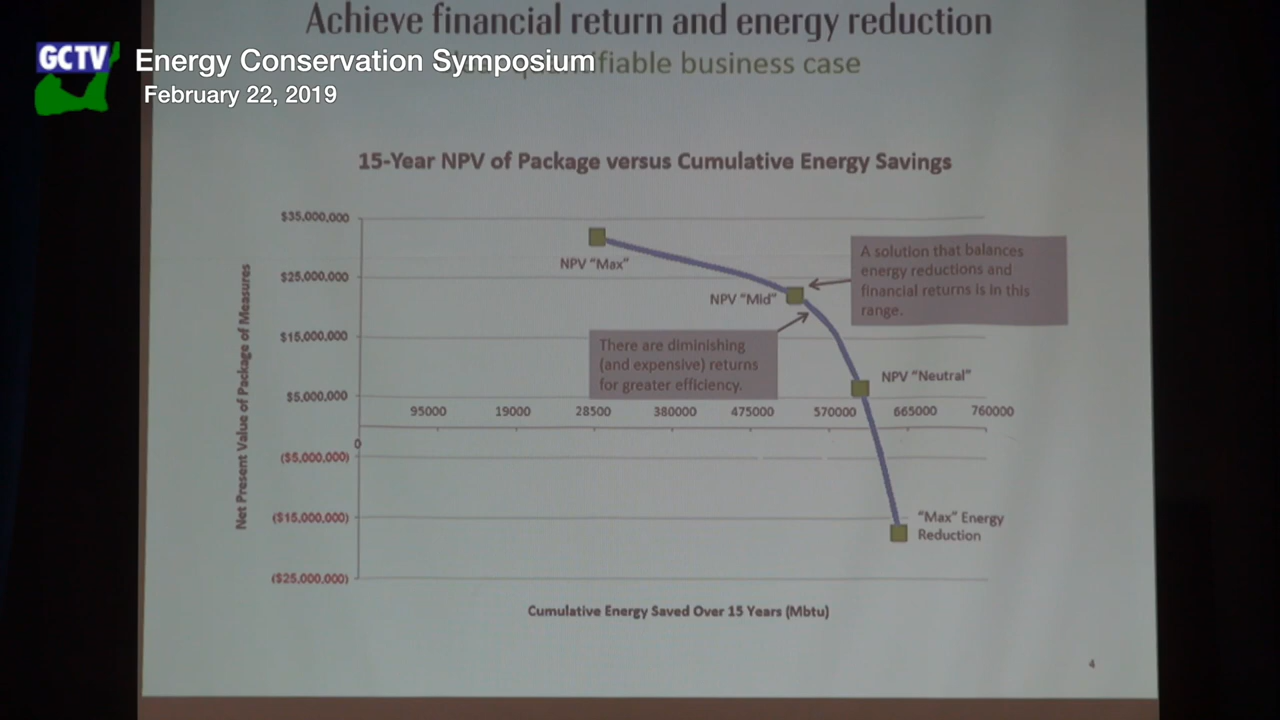 Achieve financial return and energy reduction
GCTV
Energy Conservation Symposium
business case
February 22, 2019
15-Year NPV of Package versus Cumulative Energy Savings
Net Present Value of Package of Measures
$35,000,000
$25,000,000
$15,000,000
$5,000,000
($5,000,000)
($15,000,000)
($25,000,000)
NPV “Max”
NPV “Mid”
A solution that balances
energy reductions and
financial returns is in this
range.
There are diminishing
(and expensive) returns
for greater efficiency.
NPV “Neutral”
95000 19000 28500 380000 475000 570000 665000 760000
0
“Max” Energy
Reduction
Cumulative Energy Saved Over 15 Years (Mbtu)
4